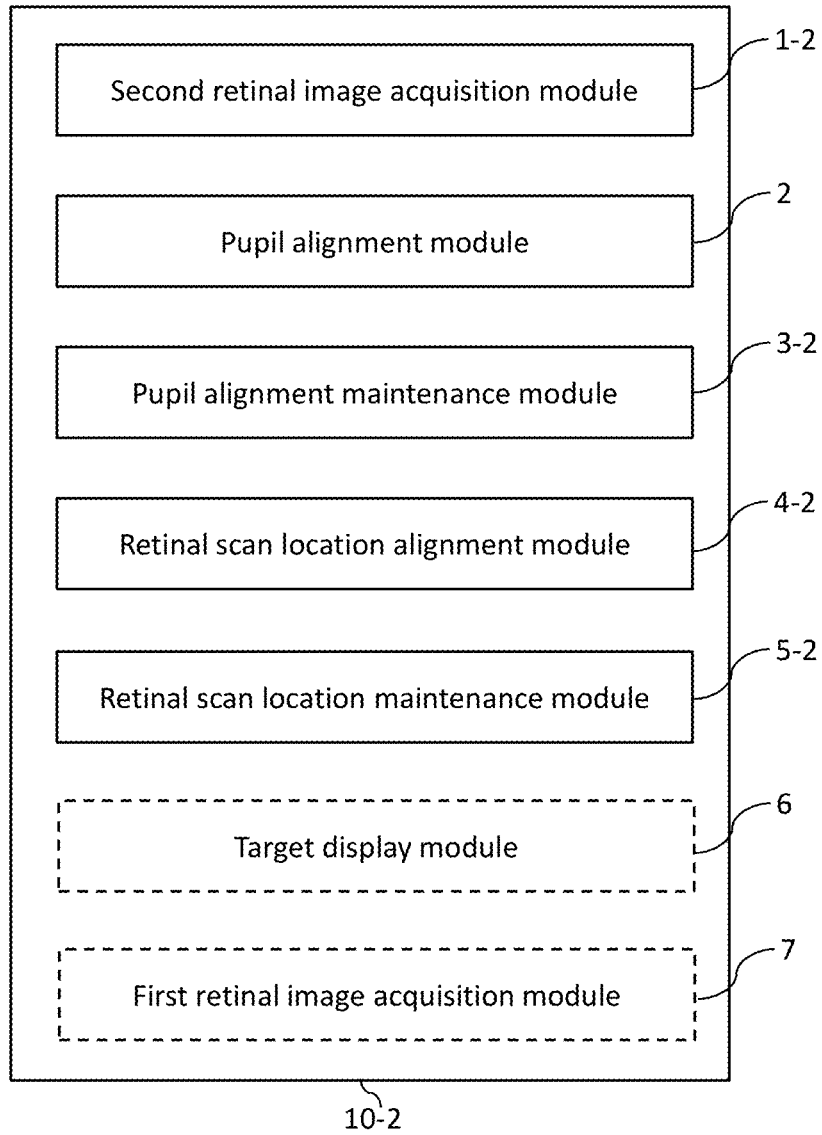 1-2
Second retinal image acquisition module
2
Pupil alignment module
3-2
Pupil alignment maintenance module
4-2
Retinal scan location alignment module
5-2
Retinal scan location maintenance module
6
Target display module
7
First retinal image acquisition module
10-2